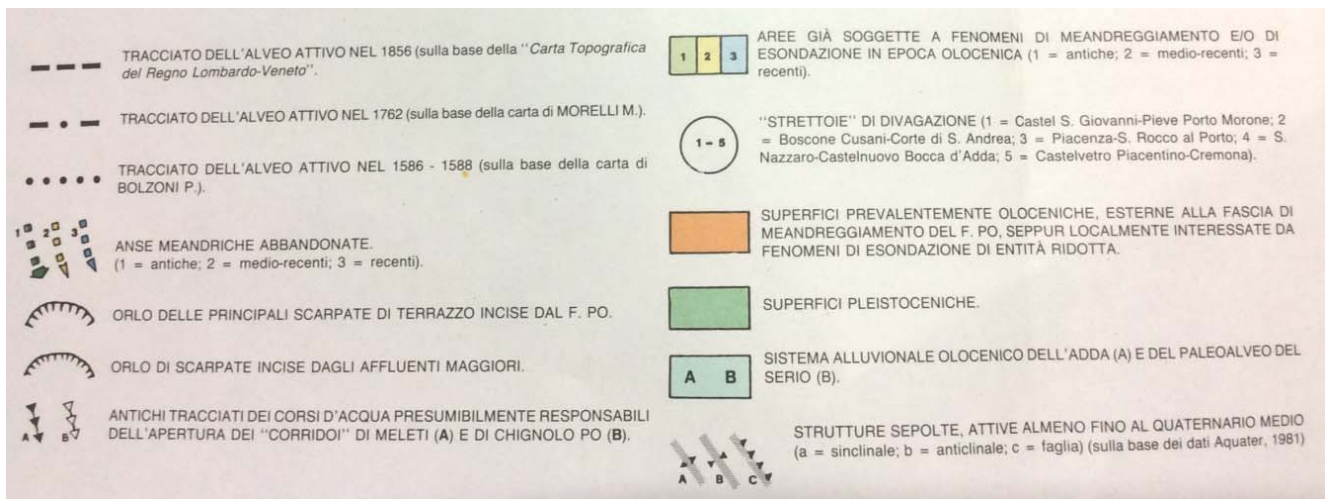 TRACCIATO DELL'ALVEO ATTIVO NEL 1856 (sulla base della "Carta Topografica
del Regno Lombardo-Veneto".
TRACCIATO DELL'ALVEO ATTIVO NEL 1762 (sulla base della carta di MORELLI M.).
TRACCIATO DELL'ALVEO ATTIVO NEL 1586 - 1588 (sulla base della carta di
BOLZONI P.).
1 2 3
ANSE MEANDRICHE ABBANDONATE.
(1 = antiche; 2 = medio-recenti; 3 = recenti).
ORLO DELLE PRINCIPALI SCARPATE DI TERRAZZO INCISE DAL F. PO.
ORLO DI SCARPATE INCISE DAGLI AFFLUENTI MAGGIORI.
A B
ANTICHI TRACCIATI DEI CORSI D'ACQUA PRESUMIBILMENTE RESPONSABILI
DELL'APERTURA DEI "CORRIDOI" DI MELETI (A) E DI CHIGNOLO PO (B).
1 2 3
AREE GIÀ SOGGETTE A FENOMENI DI MEANDREGGIAMENTO E/O DI
ESONDAZIONE IN EPOCA OLOCENICA (1 = antiche; 2 = medio-recenti; 3 =
recenti).
1 - 5
"STRETTOIE" DI DIVAGAZIONE (1 = Castel S. Giovanni-Pieve Porto Morone; 2
= Boscone Cusani-Corte di S. Andrea; 3 = Piacenza-S. Rocco al Porto; 4 = S.
Nazzaro-Castelnuovo Bocca d'Adda; 5 = Castelvetro Piacentino-Cremona).
SUPERFICI PREVALENTEMENTE OLOCENICHE, ESTERNE ALLA FASCIA DI
MEANDREGGIAMENTO DEL F. PO, SEPPUR LOCALMENTE INTERESSATE DA
FENOMENI DI ESONDAZIONE DI ENTITÀ RIDOTTA.
SUPERFICI PLEISTOCENICHE.
A B
SISTEMA ALLUVIONALE OLOCENICO DELL'ADDA (A) E DEL PALEOALVEO DEL
SERIO (B).
A B C
STRUTTURE SEPOLTE, ATTIVE ALMENO FINO AL QUATERNARIO MEDIO
(a = sinclinale; b = anticlinale; c = faglia) (sulla base dei dati Aquater, 1981)